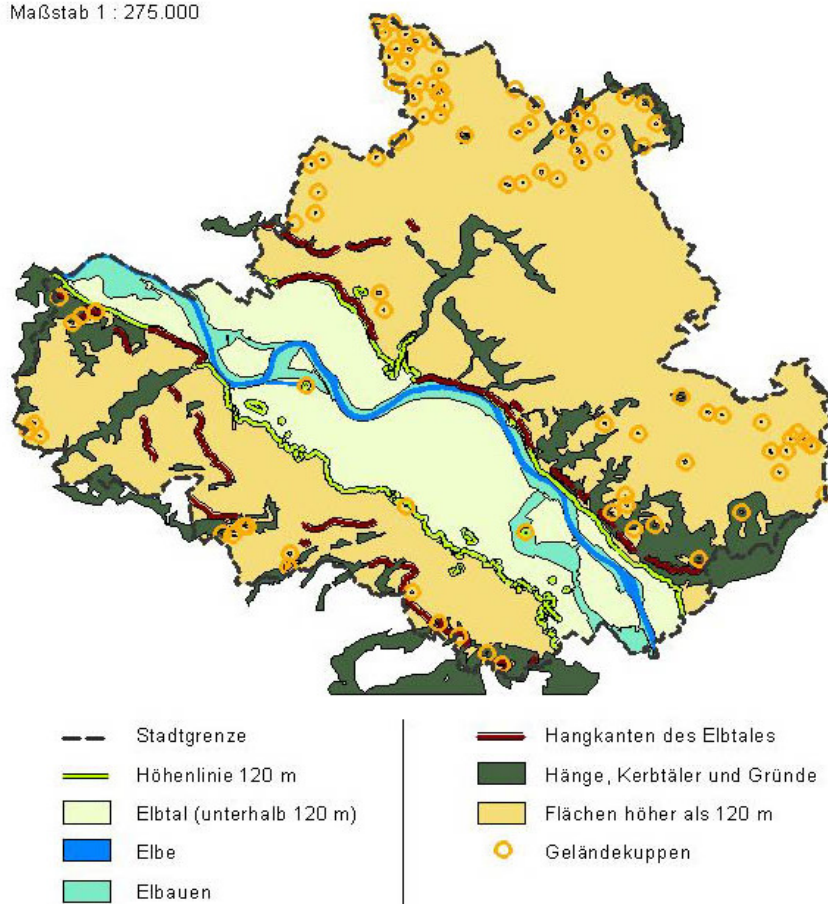 Maßstab 1 : 275.000
Stadtgrenze
Höhenlinie 120 m
Elbtal (unterhalb 120 m)
Elbe
Elbauen
Hangkanten des Elbtales
Hänge, Kerbtäler und Gründe
Flächen höher als 120 m
Geländekuppen